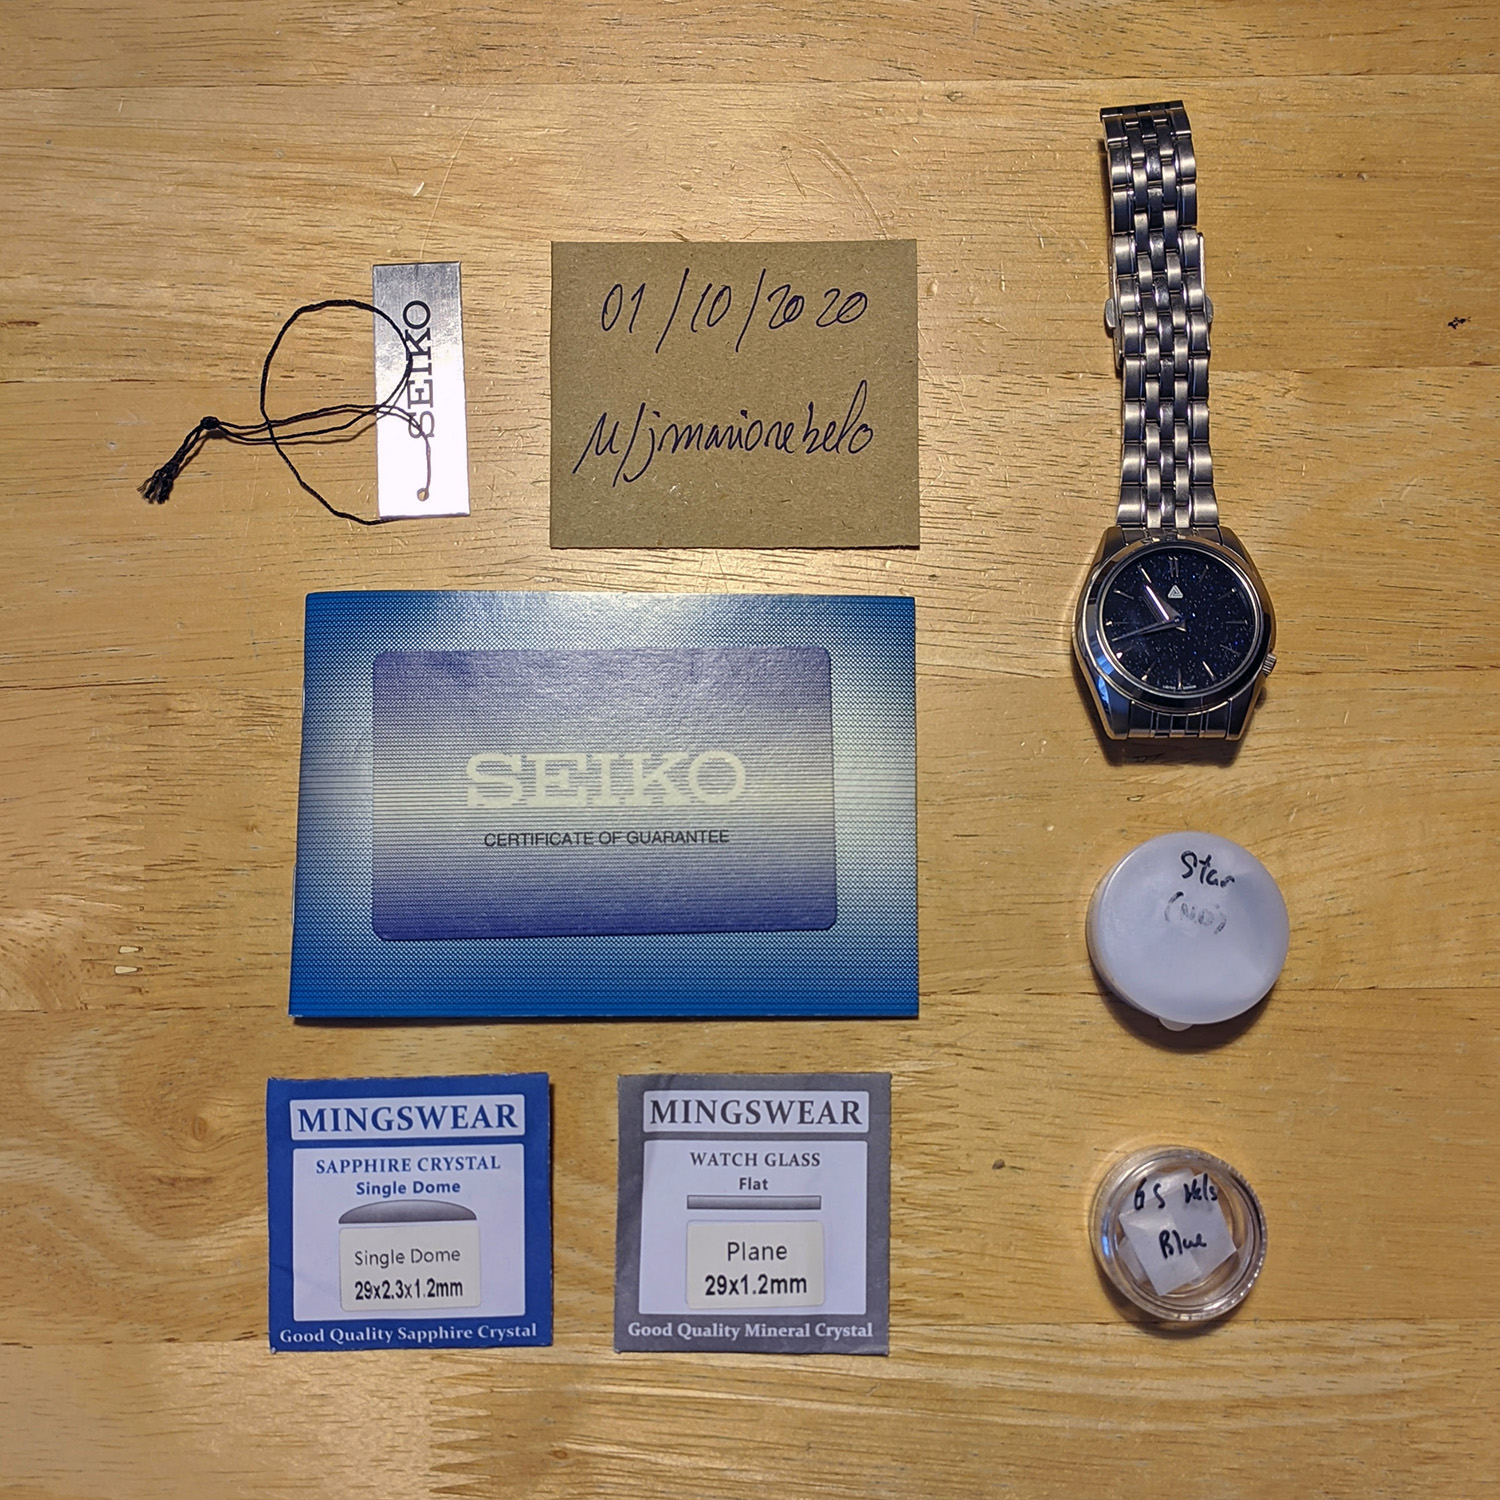 SEIKO
01/10/2020
u/jmarionebelo
SEIKO
CERTIFICATE OF GUARANTEE
Star
MINGSWEAR
SAPPHIRE CRYSTAL
Single Dome
Single Dome
29x2.3x1.2mm
Good Quality Sapphire Crystal
MINGSWEAR
WATCH GLASS
Flat
Plane
29x1.2mm
Good Quality Mineral Crystal
Blue